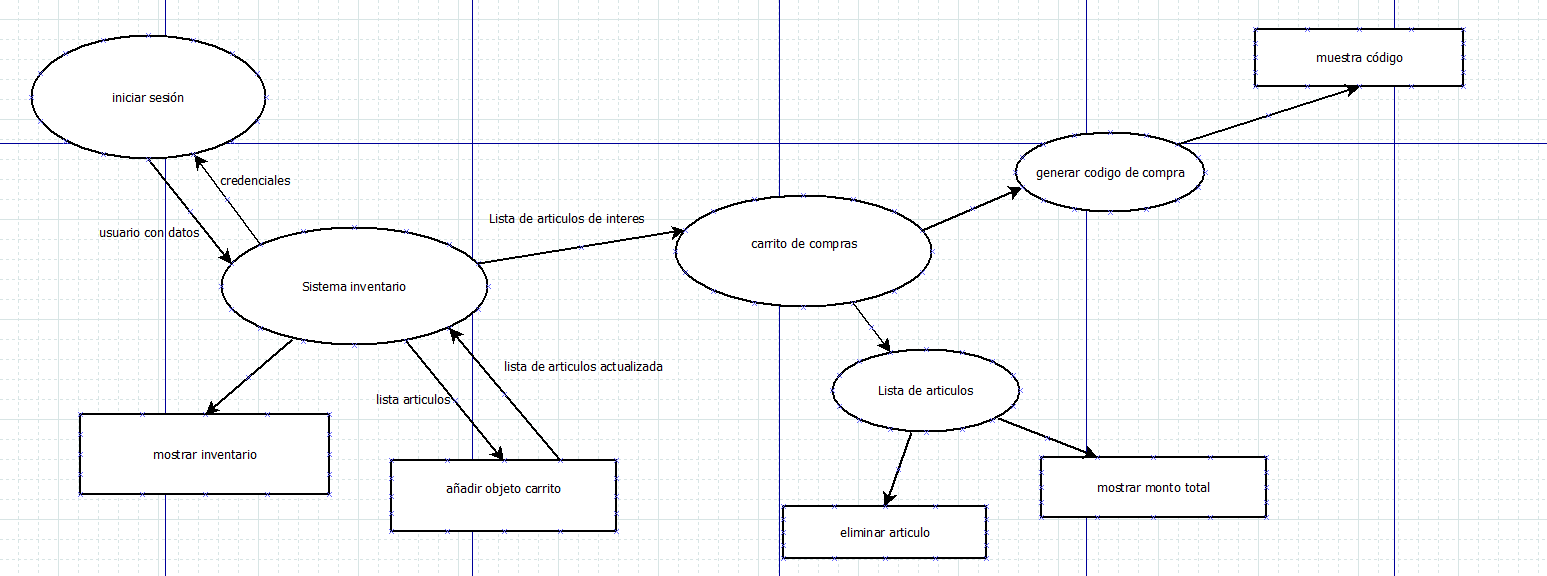 muestra código
iniciar sesión
generar codigo de compra
credenciales
Lista de articulos de interes
usuario con datos
carrito de compras
Sistema inventario
lista de articulos actualizada
Lista de articulos
lista articulos
mostrar inventario
añadir objeto carrito
mostrar monto total
eliminar articulo